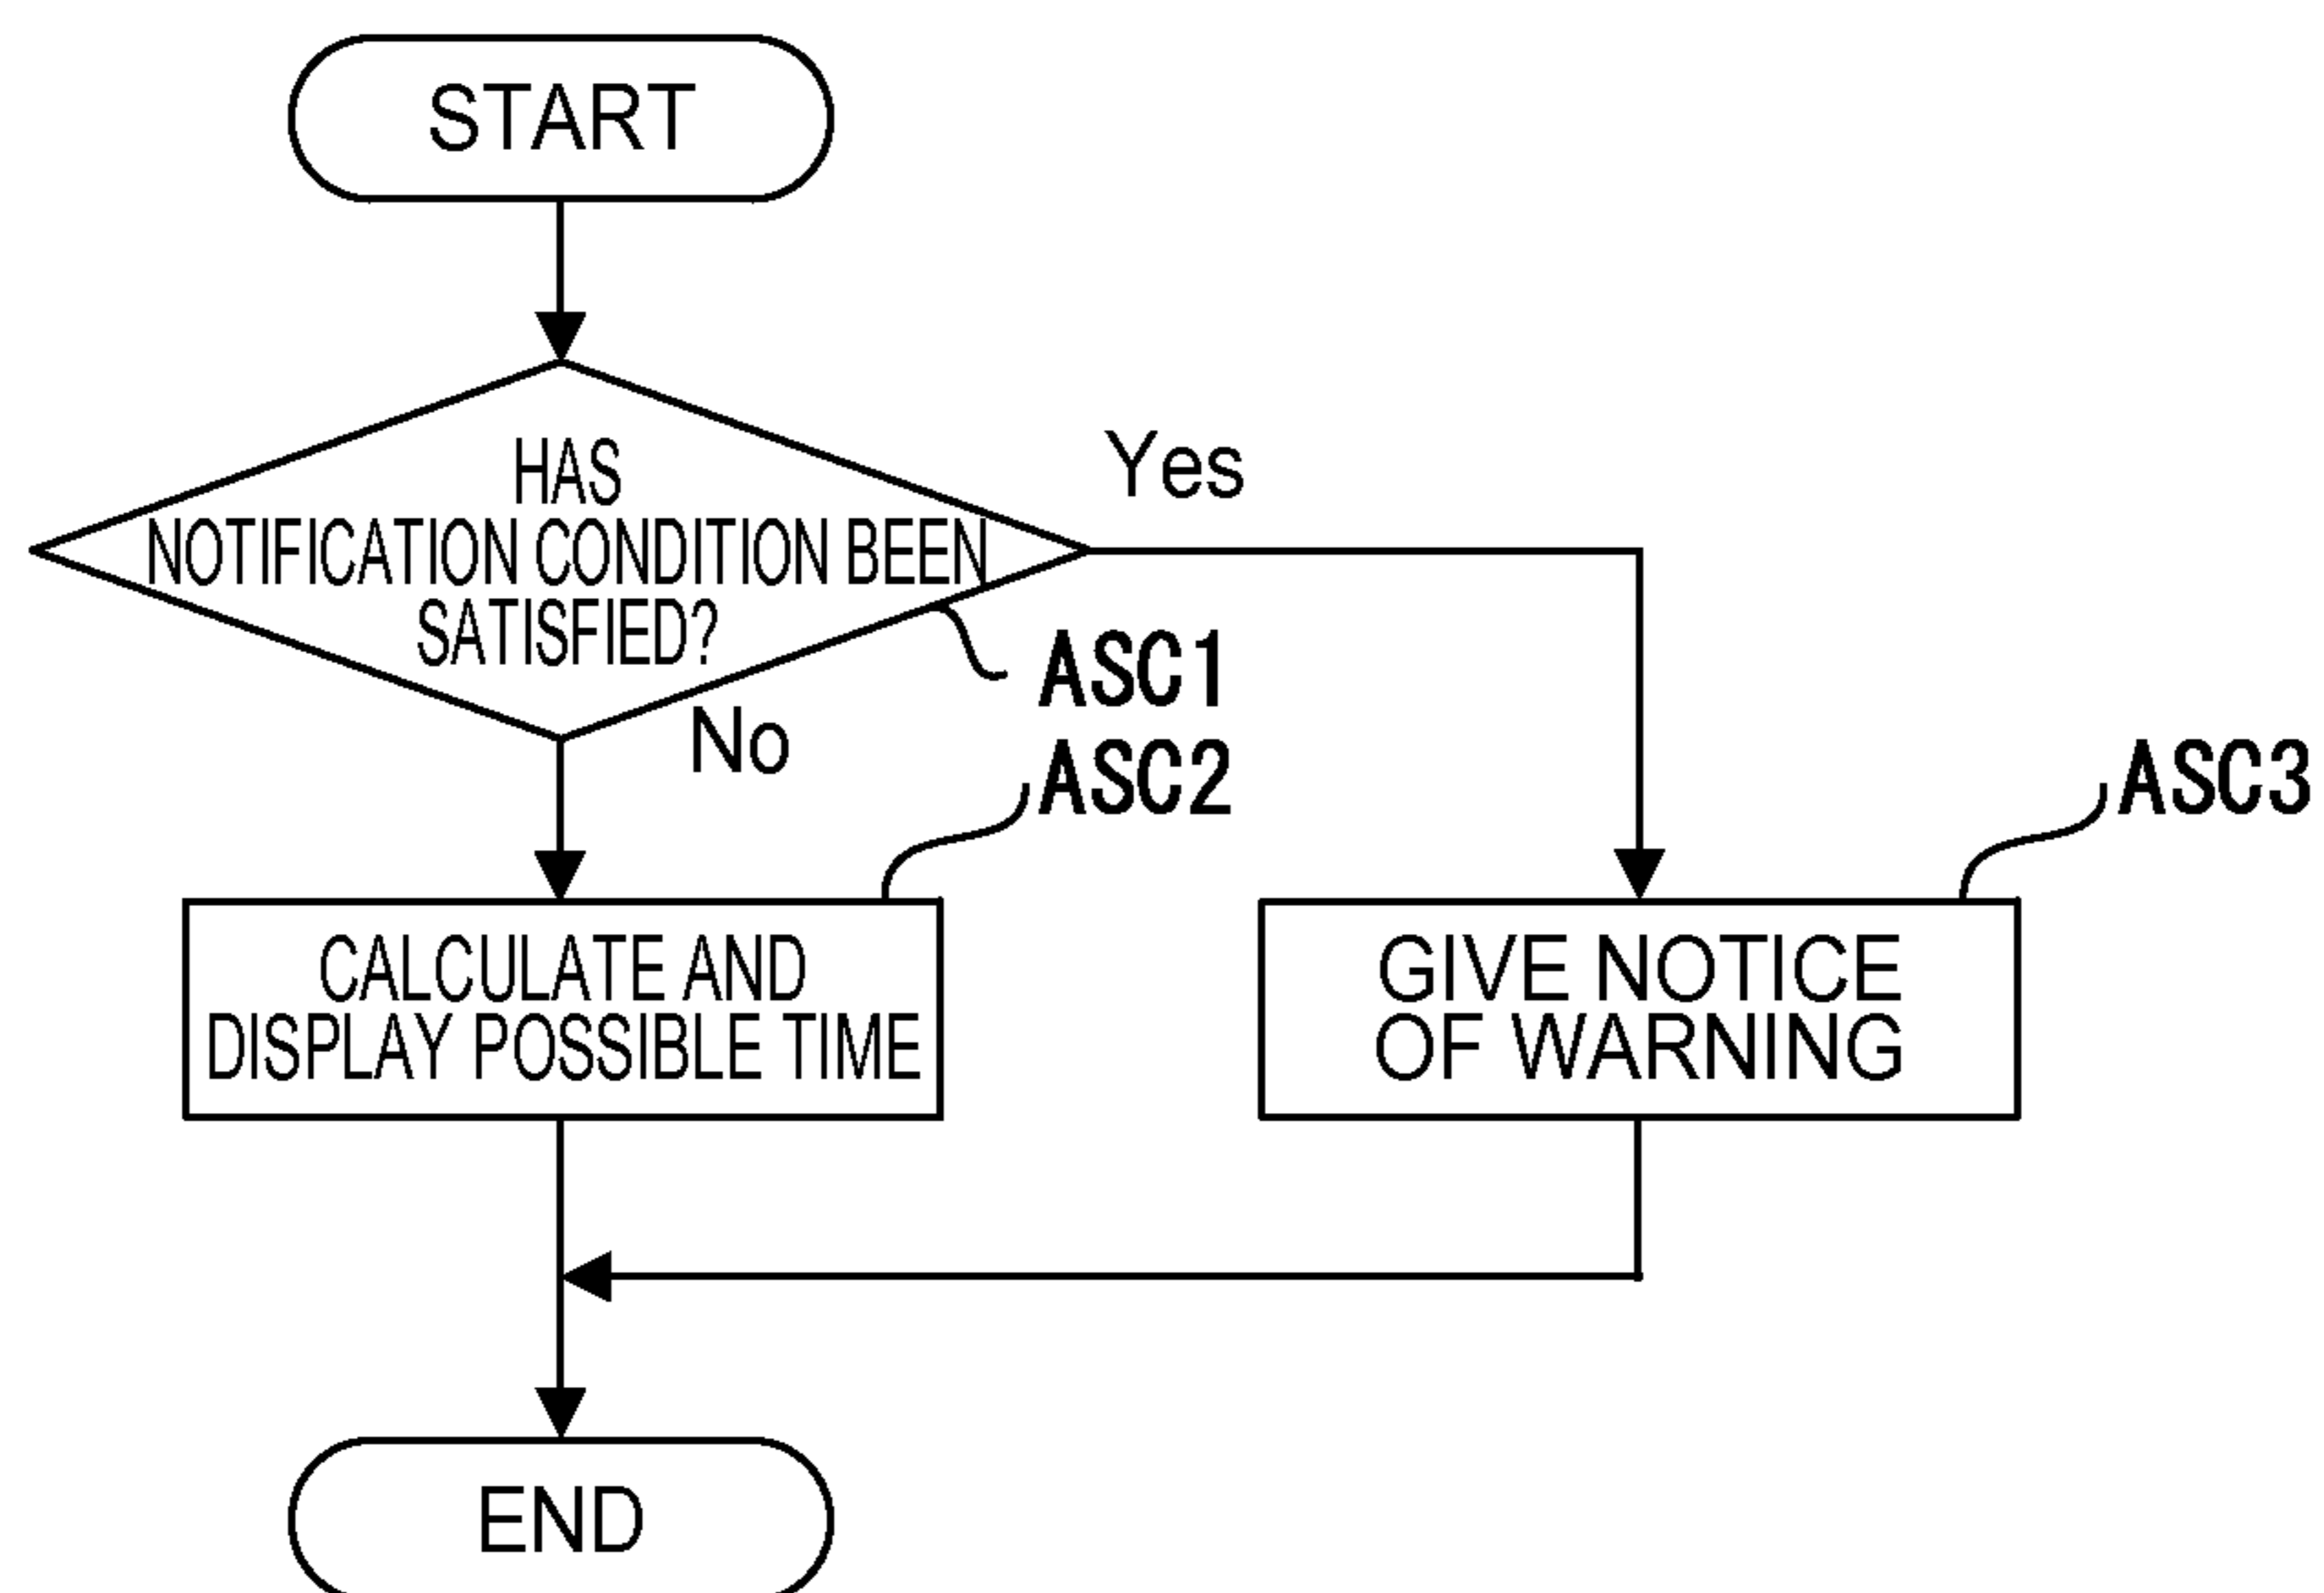 START
HAS
NOTIFICATION CONDITION BEEN
SATISFIED?
Yes
ASC1
No
ASC2
ASC3
CALCULATE AND
DISPLAY POSSIBLE TIME
GIVE NOTICE
OF WARNING
END